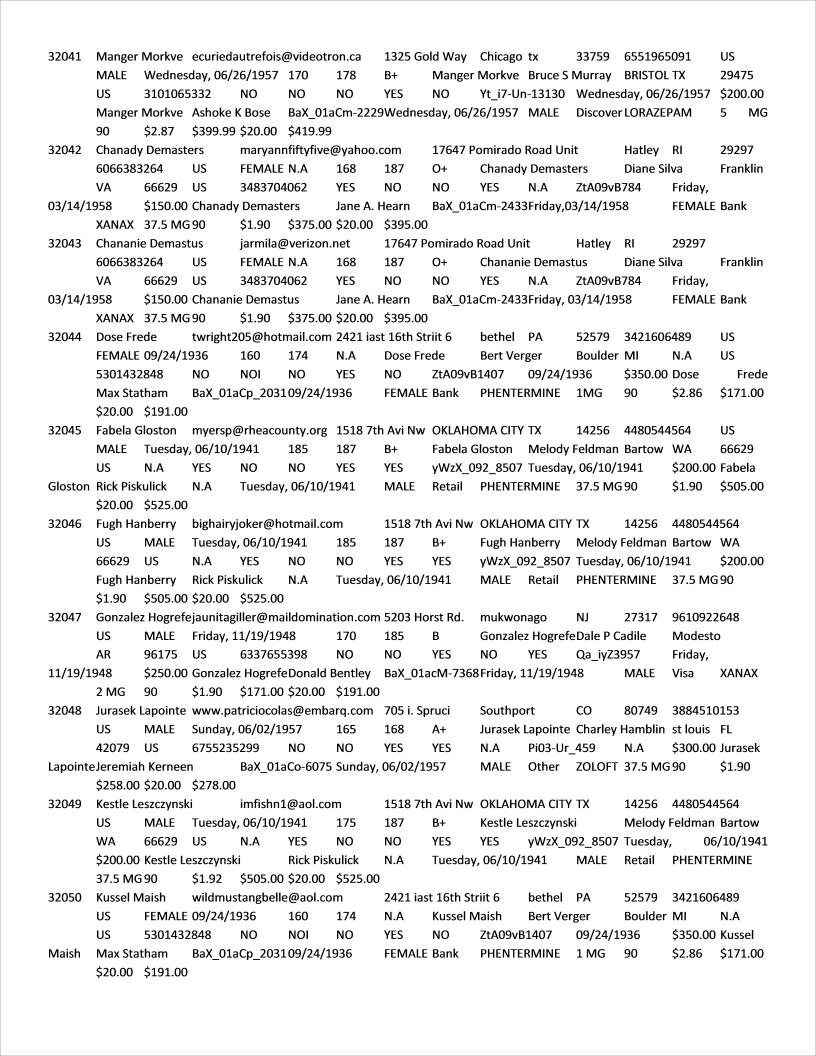 32041 Manger Morkve ecuriedautrefois@videotron.ca 1325 Gold Way Chicago tx 33759 6551965091 US
MALE Wednesday, 06/26/1957 170 178 B+ Manger Morkve Bruce S Murray BRISTOL TX 29475
US 3101065332 NO NO NO YES NO Yt_i7-Un-13130 Wednesday, 06/26/1957 $200.00
Manger Morkve Ashoke K Bose BaX_01aCm-2229Wednesday, 06/26/1957 MALE Discover LORAZEPAM 5 MG
90 $2.87 $399.99 $20.00 $419.99
32042 Chanady Demasters maryannfiftyfive@yahoo.com 17647 Pomirado Road Unit Hatley RI 29297
6066383264 US FEMALE N.A 168 187 O+ Chanady Demasters Diane Silva Franklin
VA 66629 US 3483704062 YES NO NO YES N.A ZtA09vB784 Friday,
03/14/1958 $150.00 Chanady Demasters Jane A. Hearn BaX_01aCm-2433Friday,03/14/1958 FEMALE Bank
XANAX 37.5 MG 90 $1.90 $375.00 $20.00 $395.00
32043 Chananie Demastus jarmila@verizon.net 17647 Pomirado Road Unit Hatley RI 29297
6066383264 US FEMALE N.A 168 187 O+ Chananie Demastus Diane Silva Franklin
VA 66629 US 3483704062 YES NO NO YES N.A ZtA09vB784 Friday,
03/14/1958 $150.00 Chananie Demastus Jane A. Hearn BaX_01aCm-2433Friday, 03/14/1958 FEMALE Bank
XANAX 37.5 MG 90 $1.90 $375.00 $20.00 $395.00
32044 Dose Frede twright205@hotmail.com 2421 iast 16th Striit 6 bethel PA 52579 3421606489 US
FEMALE 09/24/1936 160 174 N.A Dose Frede Bert Verger Boulder MI N.A US
5301432848 NO NOI NO YES NO ZtA09vB1407 09/24/1936 $350.00 Dose Frede
Max Statham BaX_01aCp_203109/24/1936 FEMALE Bank PHENTERMINE 1MG 90 $2.86 $171.00
$20.00 $191.00
32045 Fabela Gloston myersp@rheacounty.org 1518 7th Avi Nw OKLAHOMA CITY TX 14256 4480544564 US
MALE Tuesday, 06/10/1941 185 187 B+ Fabela Gloston Melody Feldman Bartow WA 66629
US N.A YES NO NO YES YES yWzX_092_8507 Tuesday, 06/10/1941 $200.00 Fabela
Gloston Rick Piskulick N.A Tuesday, 06/10/1941 MALE Retail PHENTERMINE 37.5 MG 90 $1.90 $505.00
$20.00 $525.00
32046 Fugh Hanberry bighairyjoker@hotmail.com 1518 7th Avi Nw OKLAHOMA CITY TX 14256 4480544564
US MALE Tuesday, 06/10/1941 185 187 B+ Fugh Hanberry Melody Feldman Bartow WA
66629 US N.A YES NO NO YES YES yWzX_092_8507 Tuesday, 06/10/1941 $200.00
Fugh Hanberry Rick Piskulick N.A Tuesday, 06/10/1941 MALE Retail PHENTERMINE 37.5 MG 90
$1.90 $505.00 $20.00 $525.00
32047 Gonzalez Hogrefejaunitagiller@maildomination.com 5203 Horst Rd. mukwonago NJ 27317 9610922648
US MALE Friday, 11/19/1948 170 185 B Gonzalez HogrefeDale P Cadile Modesto
AR 96175 US 6337655398 NO NO YES NO YES Qa_iyZ3957 Friday,
11/19/1948 $250.00 Gonzalez HogrefeDonald Bentley BaX_01acM-7368Friday, 11/19/1948 MALE Visa XANAX
2 MG 90 $1.90 $171.00 $20.00 $191.00
32048 Jurasek Lapointe www.patriciocolas@embarq.com 705 i. Spruci Southport CO 80749 3884510153
US MALE Sunday, 06/02/1957 165 168 A+ Jurasek Lapointe Charley Hamblin st louis FL
42079 US 6755235299 NO NO YES YES N.A Pi03-Ur_459 N.A $300.00 Jurasek
LapointeJeremiah Kerneen BaX_01aCo-6075 Sunday, 06/02/1957 MALE Other ZOLOFT 37.5 MG 90 $1.90
$258.00 $20.00 $278.00
32049 Kestle Leszczynski imfishn1@aol.com 1518 7th Avi Nw OKLAHOMA CITY TX 14256 4480544564
US MALE Tuesday, 06/10/1941 175 187 B+ Kestle Leszczynski Melody Feldman Bartow
WA 66629 US N.A YES NO NO YES YES yWzX_092_8507 Tuesday, 06/10/1941
$200.00 Kestle Leszczynski Rick Piskulick N.A Tuesday, 06/10/1941 MALE Retail PHENTERMINE
37.5 MG 90 $1.92 $505.00 $20.00 $525.00
32050 Kussel Maish wildmustangbelle@aol.com 2421 iast 16th Striit 6 bethel PA 52579 3421606489
US FEMALE 09/24/1936 160 174 N.A Kussel Maish Bert Verger Boulder MI N.A
US 5301432848 NO NOI NO YES NO ZtA09vB1407 09/24/1936 $350.00 Kussel
Maish Max Statham BaX_01aCp_203109/24/1936 FEMALE Bank PHENTERMINE 1 MG 90 $2.86 $171.00
$20.00 $191.00